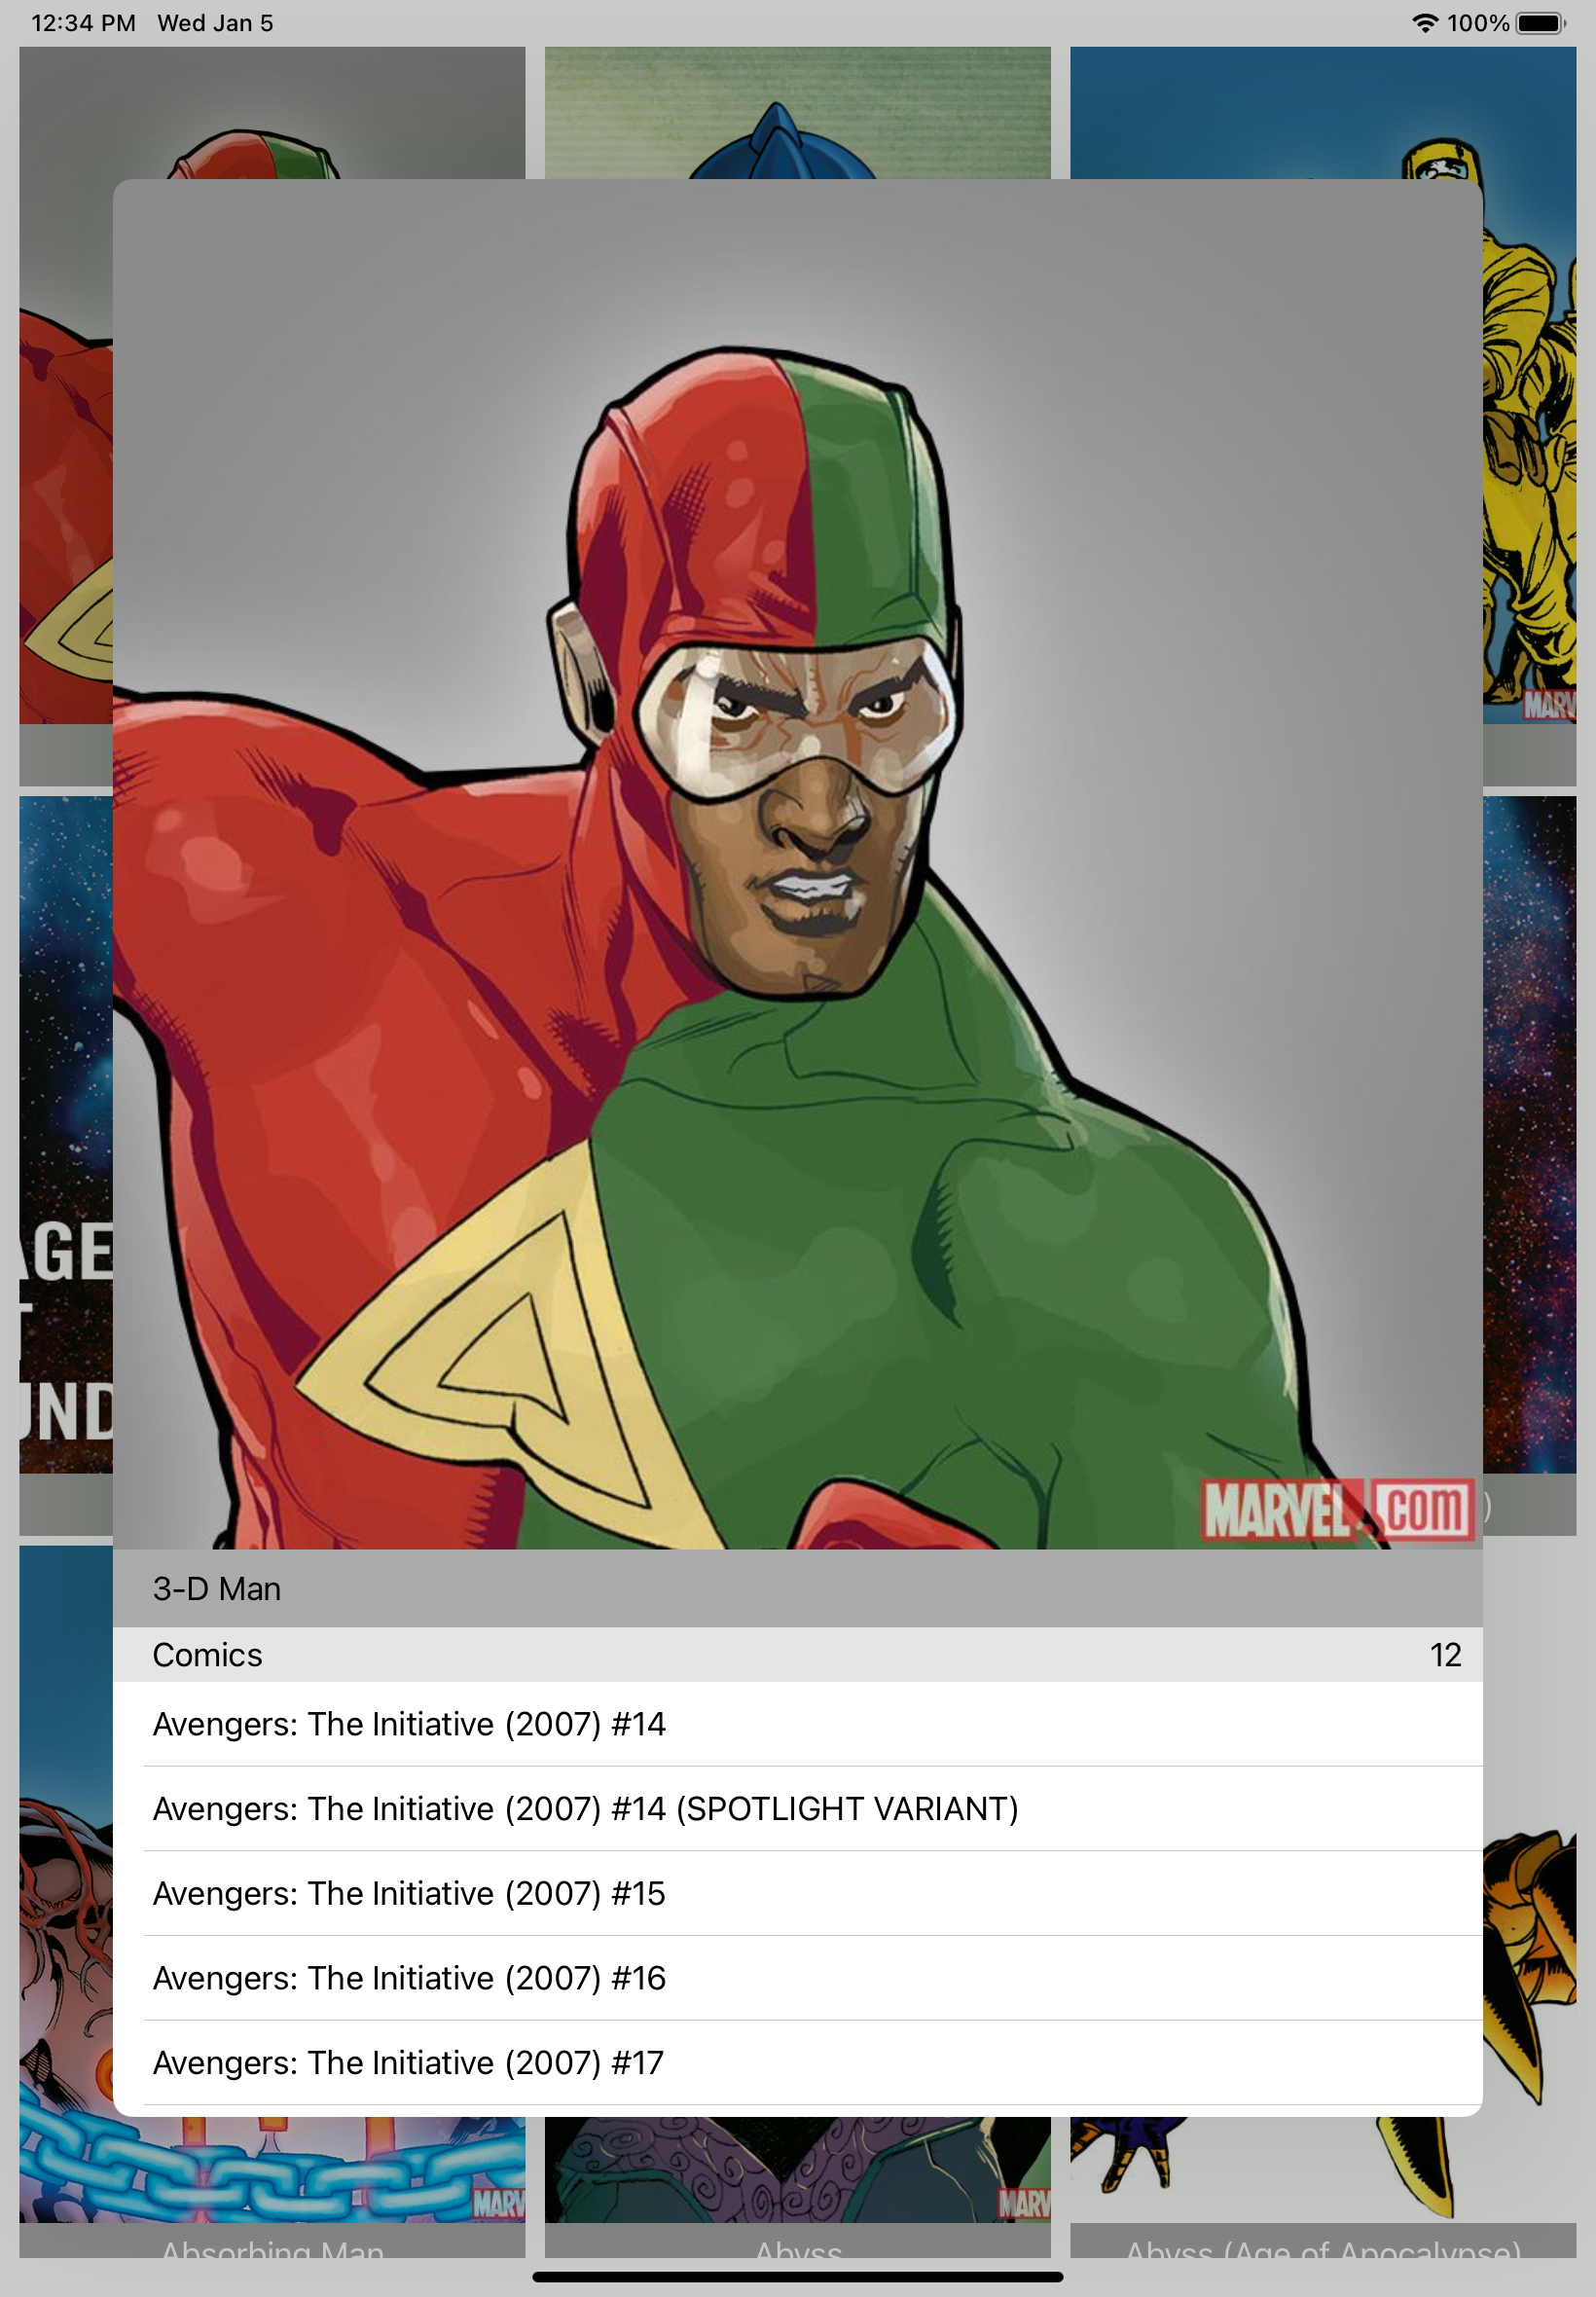 12:34 PM Wed Jan 5
100%
MARVEL.com
3-D Man
Comics 12
Avengers: The Initiative (2007) #14
Avengers: The Initiative (2007) #14 (SPOTLIGHT VARIANT)
Avengers: The Initiative (2007) #15
Avengers: The Initiative (2007) #16
Avengers: The Initiative (2007) #17
Absorbing Man
Abyss
Abyss (Age of Apocalypse)